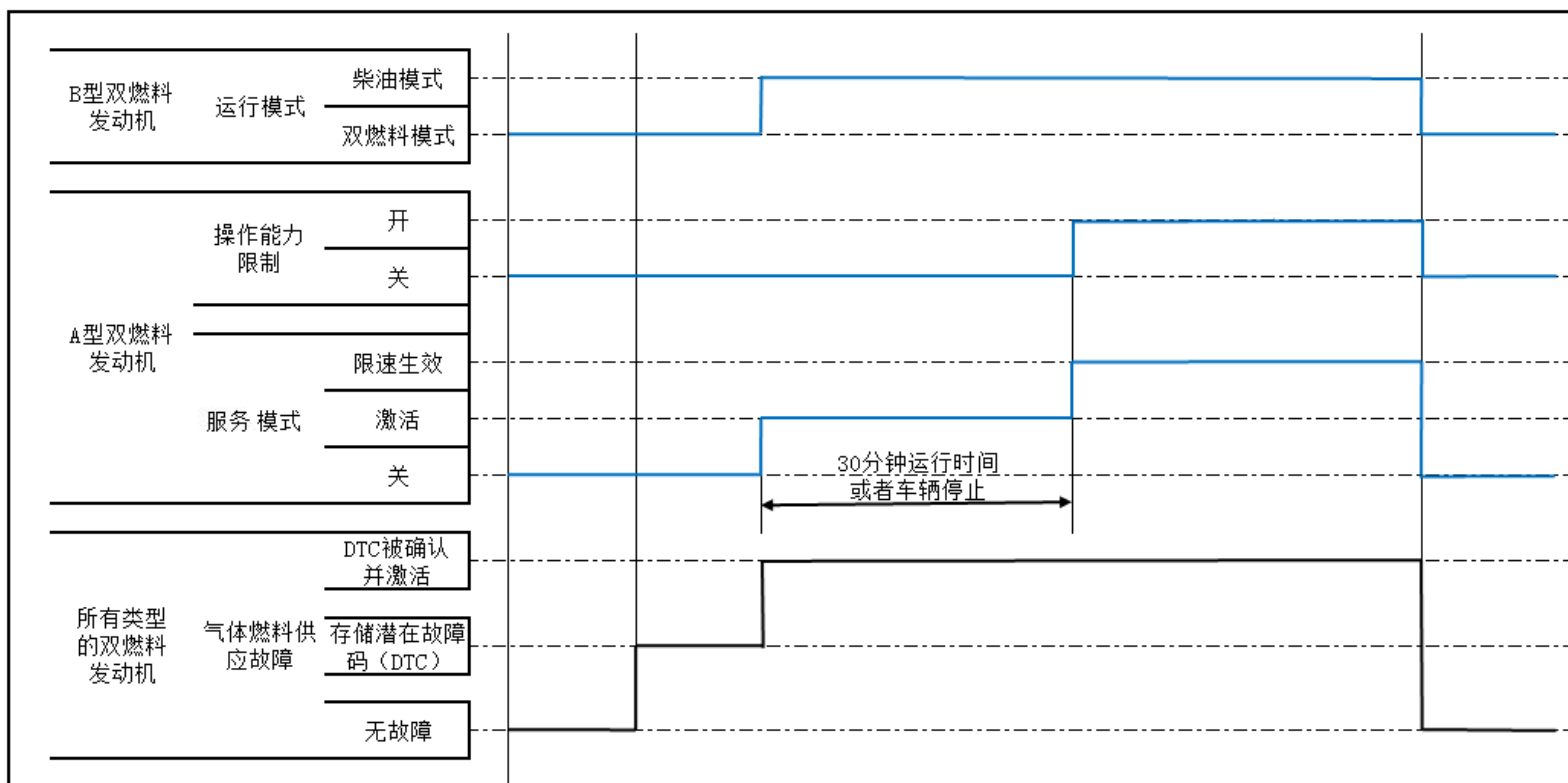 B型双燃料
发动机
运行模式
柴油模式
双燃料模式
A型双燃料
发动机
操作能力
限制
开
关
服务 模式
限速生效
激活
关
30分钟运行时间
或者车辆停止
所有类型
的双燃料
发动机
气体燃料供
应故障
DTC被确认
并激活
存储潜在故障
码（DTC）
无故障